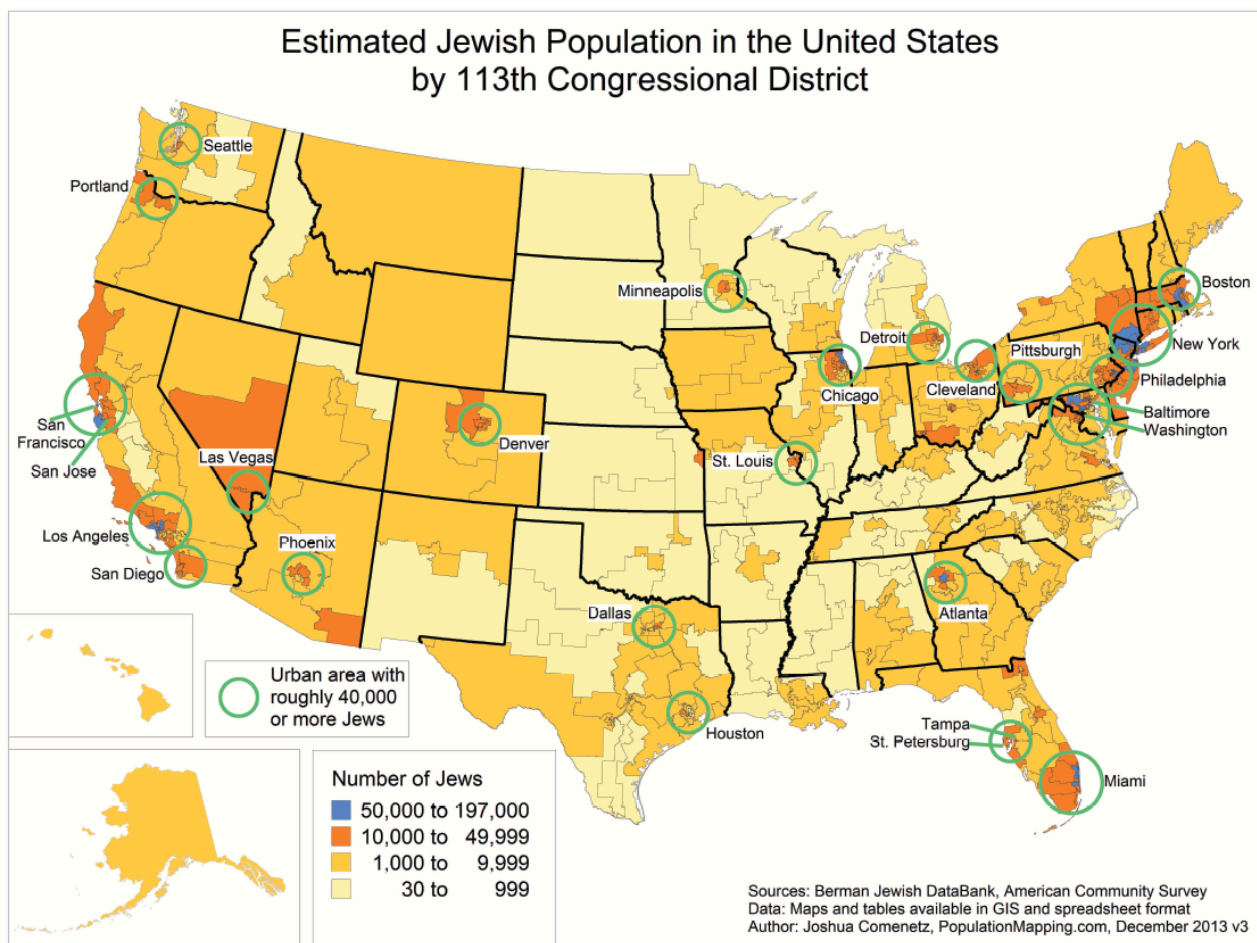 Estimated Jewish Population in the United States
by 113th Congressional District
Seattle
Portland
Minneapolis
Boston
Detroit
Pittsburgh
New York
Chicago
Cleveland
Philadelphia
Baltimore
Washington
San
Francisco
San Jose
Las Vegas
Denver
St. Louis
Los Angeles
Phoenix
San Diego
Dallas
Atlanta
Houston
Tampa
St. Petersburg
Miami
Urban area with
roughly 40,000
or more Jews
Number of Jews
50,000 to 197,000
10,000 to 49,999
1,000 to 9,999
30 to 999
Sources: Berman Jewish DataBank, American Community Survey
Data: Maps and tables available in GIS and spreadsheet format
Author: Joshua Comenetz, PopulationMapping.com, December 2013 v3